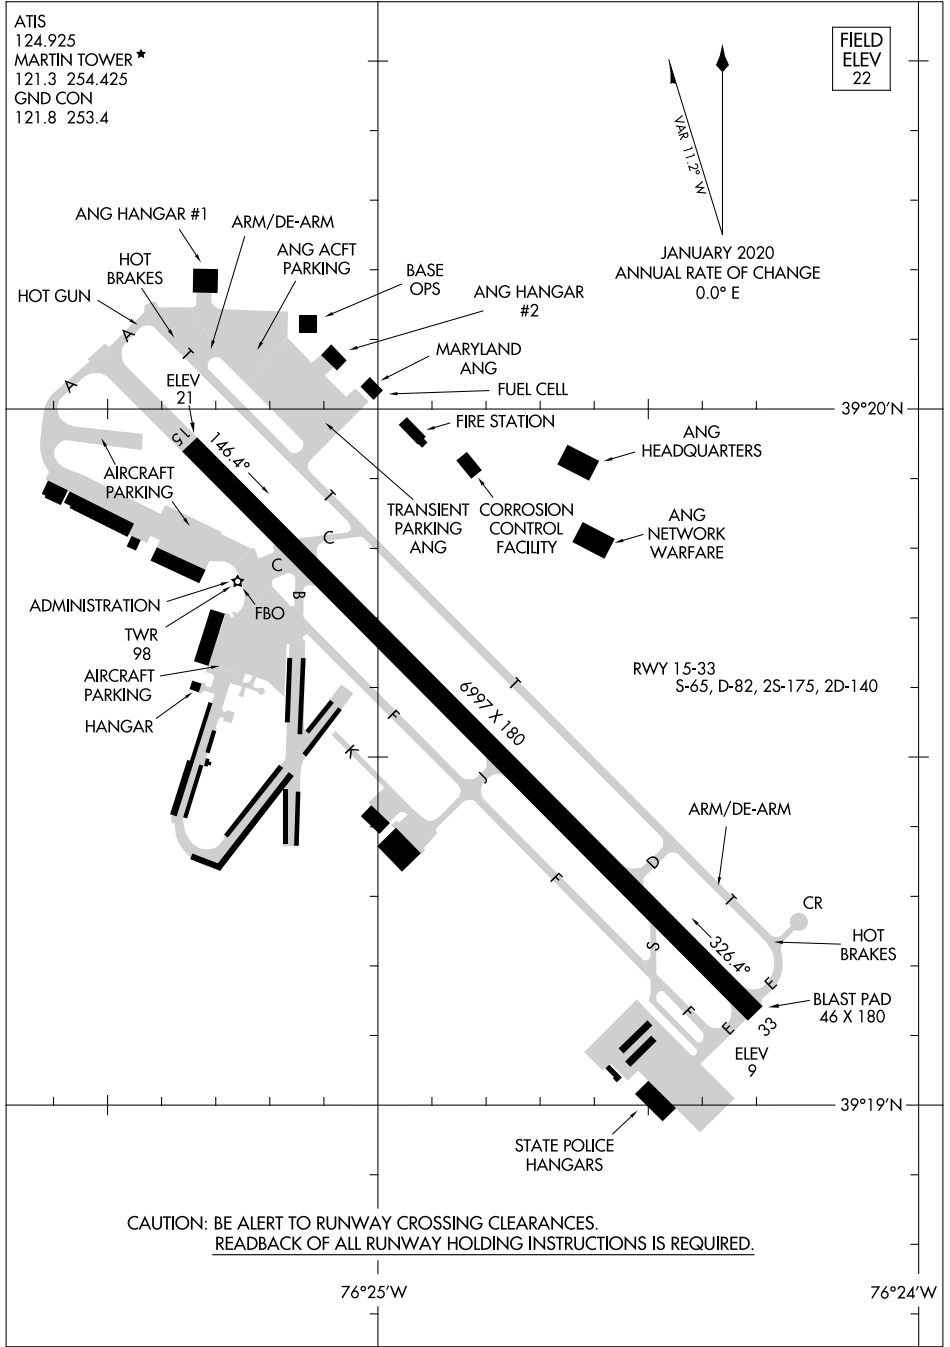 ATIS
124.925
MARTIN TOWER★
121.3 254.425
GND CON
121.8 253.4
FIELD
ELEV
22
VAR 11.2° W
JANUARY 2020
ANNUAL RATE OF CHANGE
0.0° E
ANG HANGAR #1
ARM/DE-ARM
HOT
BRAKES
ANG ACFT
PARKING
HOT GUN
BASE
OPS
ANG HANGAR
#2
MARYLAND
ANG
FUEL CELL
A
A
T
ELEV
21
39°20'N
FIRE STATION
15
146.4°
ANG
HEADQUARTERS
AIRCRAFT
PARKING
T
TRANSIENT
PARKING
ANG
CORROSION
CONTROL
FACILITY
ANG
NETWORK
WARFARE
C
C
B
ADMINISTRATION
FBO
TWR
98
AIRCRAFT
PARKING
HANGAR
RWY 15-33
S-65, D-82, 2S-175, 2D-140
T
6997 X 180
F
K
J
ARM/DE-ARM
D
F
T
CR
S
326.4°
HOT
BRAKES
E
BLAST PAD
46 X 180
F
E
33
ELEV
9
39°19'N
STATE POLICE
HANGARS
CAUTION: BE ALERT TO RUNWAY CROSSING CLEARANCES.
READBACK OF ALL RUNWAY HOLDING INSTRUCTIONS IS REQUIRED.
76°25'W
76°24'W